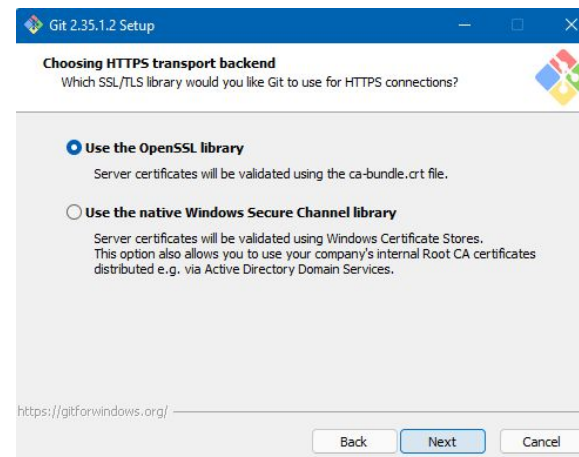 Git 2.35.1.2 Setup
Choosing HTTPS transport backend
Which SSL/TLS library would you like Git to use for HTTPS connections?
Use the OpenSSL library
Server certificates will be validated using the ca-bundle.crt file.
Use the native Windows Secure Channel library
Server certificates will be validated using Windows Certificate Stores.
This option also allows you to use your company's internal Root CA certificates
distributed e.g. via Active Directory Domain Services.
https://gitforwindows.org/
Back Next Cancel